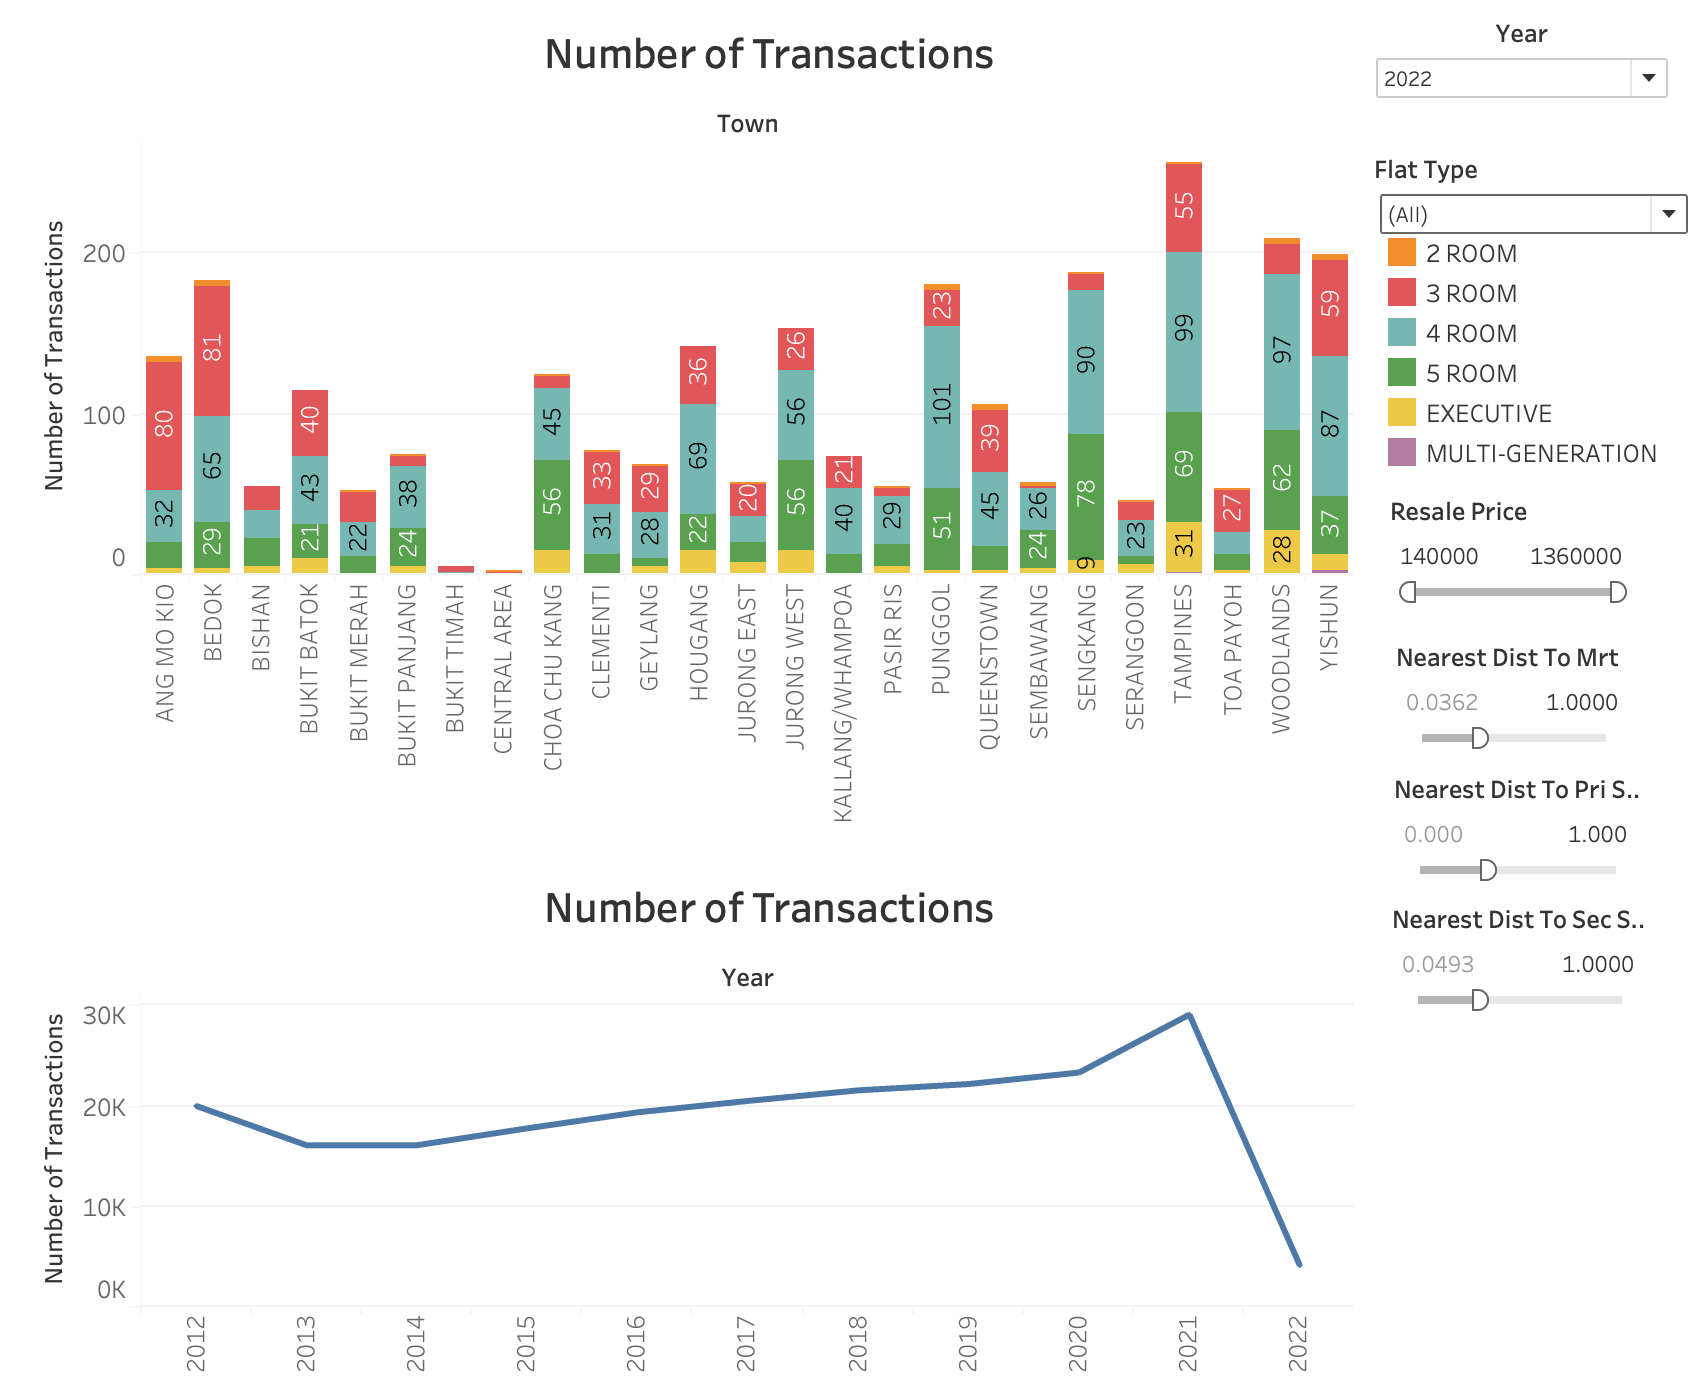 Number of Transactions
Town
Number of Transactions
200
100
0
80
32
81
65
29
40
43
21
22
38
24
45
56
33
31
29
28
36
69
22
20
26
56
56
21
40
29
23
101
51
39
45
26
24
90
78
9
23
55
99
69
31
27
97
62
28
59
87
37
ANG MO KIO
BEDOK
BISHAN
BUKIT BATOK
BUKIT MERAH
BUKIT PANJANG
BUKIT TIMAH
CENTRAL AREA
CHOA CHU KANG
CLEMENTI
GEYLANG
HOUGANG
JURONG EAST
JURONG WEST
KALLANG/WHAMPOA
PASIR RIS
PUNGGOL
QUEENSTOWN
SEMBAWANG
SENGKANG
SERANGOON
TAMPINES
TOA PAYOH
WOODLANDS
YISHUN
Year
2022
Flat Type
(All)
2 ROOM
3 ROOM
4 ROOM
5 ROOM
EXECUTIVE
MULTI-GENERATION
Resale Price
140000 1360000
Nearest Dist To Mrt
0.0362 1.0000
Nearest Dist To Pri S..
0.000 1.000
Nearest Dist To Sec S..
0.0493 1.0000
Number of Transactions
Year
Number of Transactions
30K
20K
10K
0K
2012
2013
2014
2015
2016
2017
2018
2019
2020
2021
2022